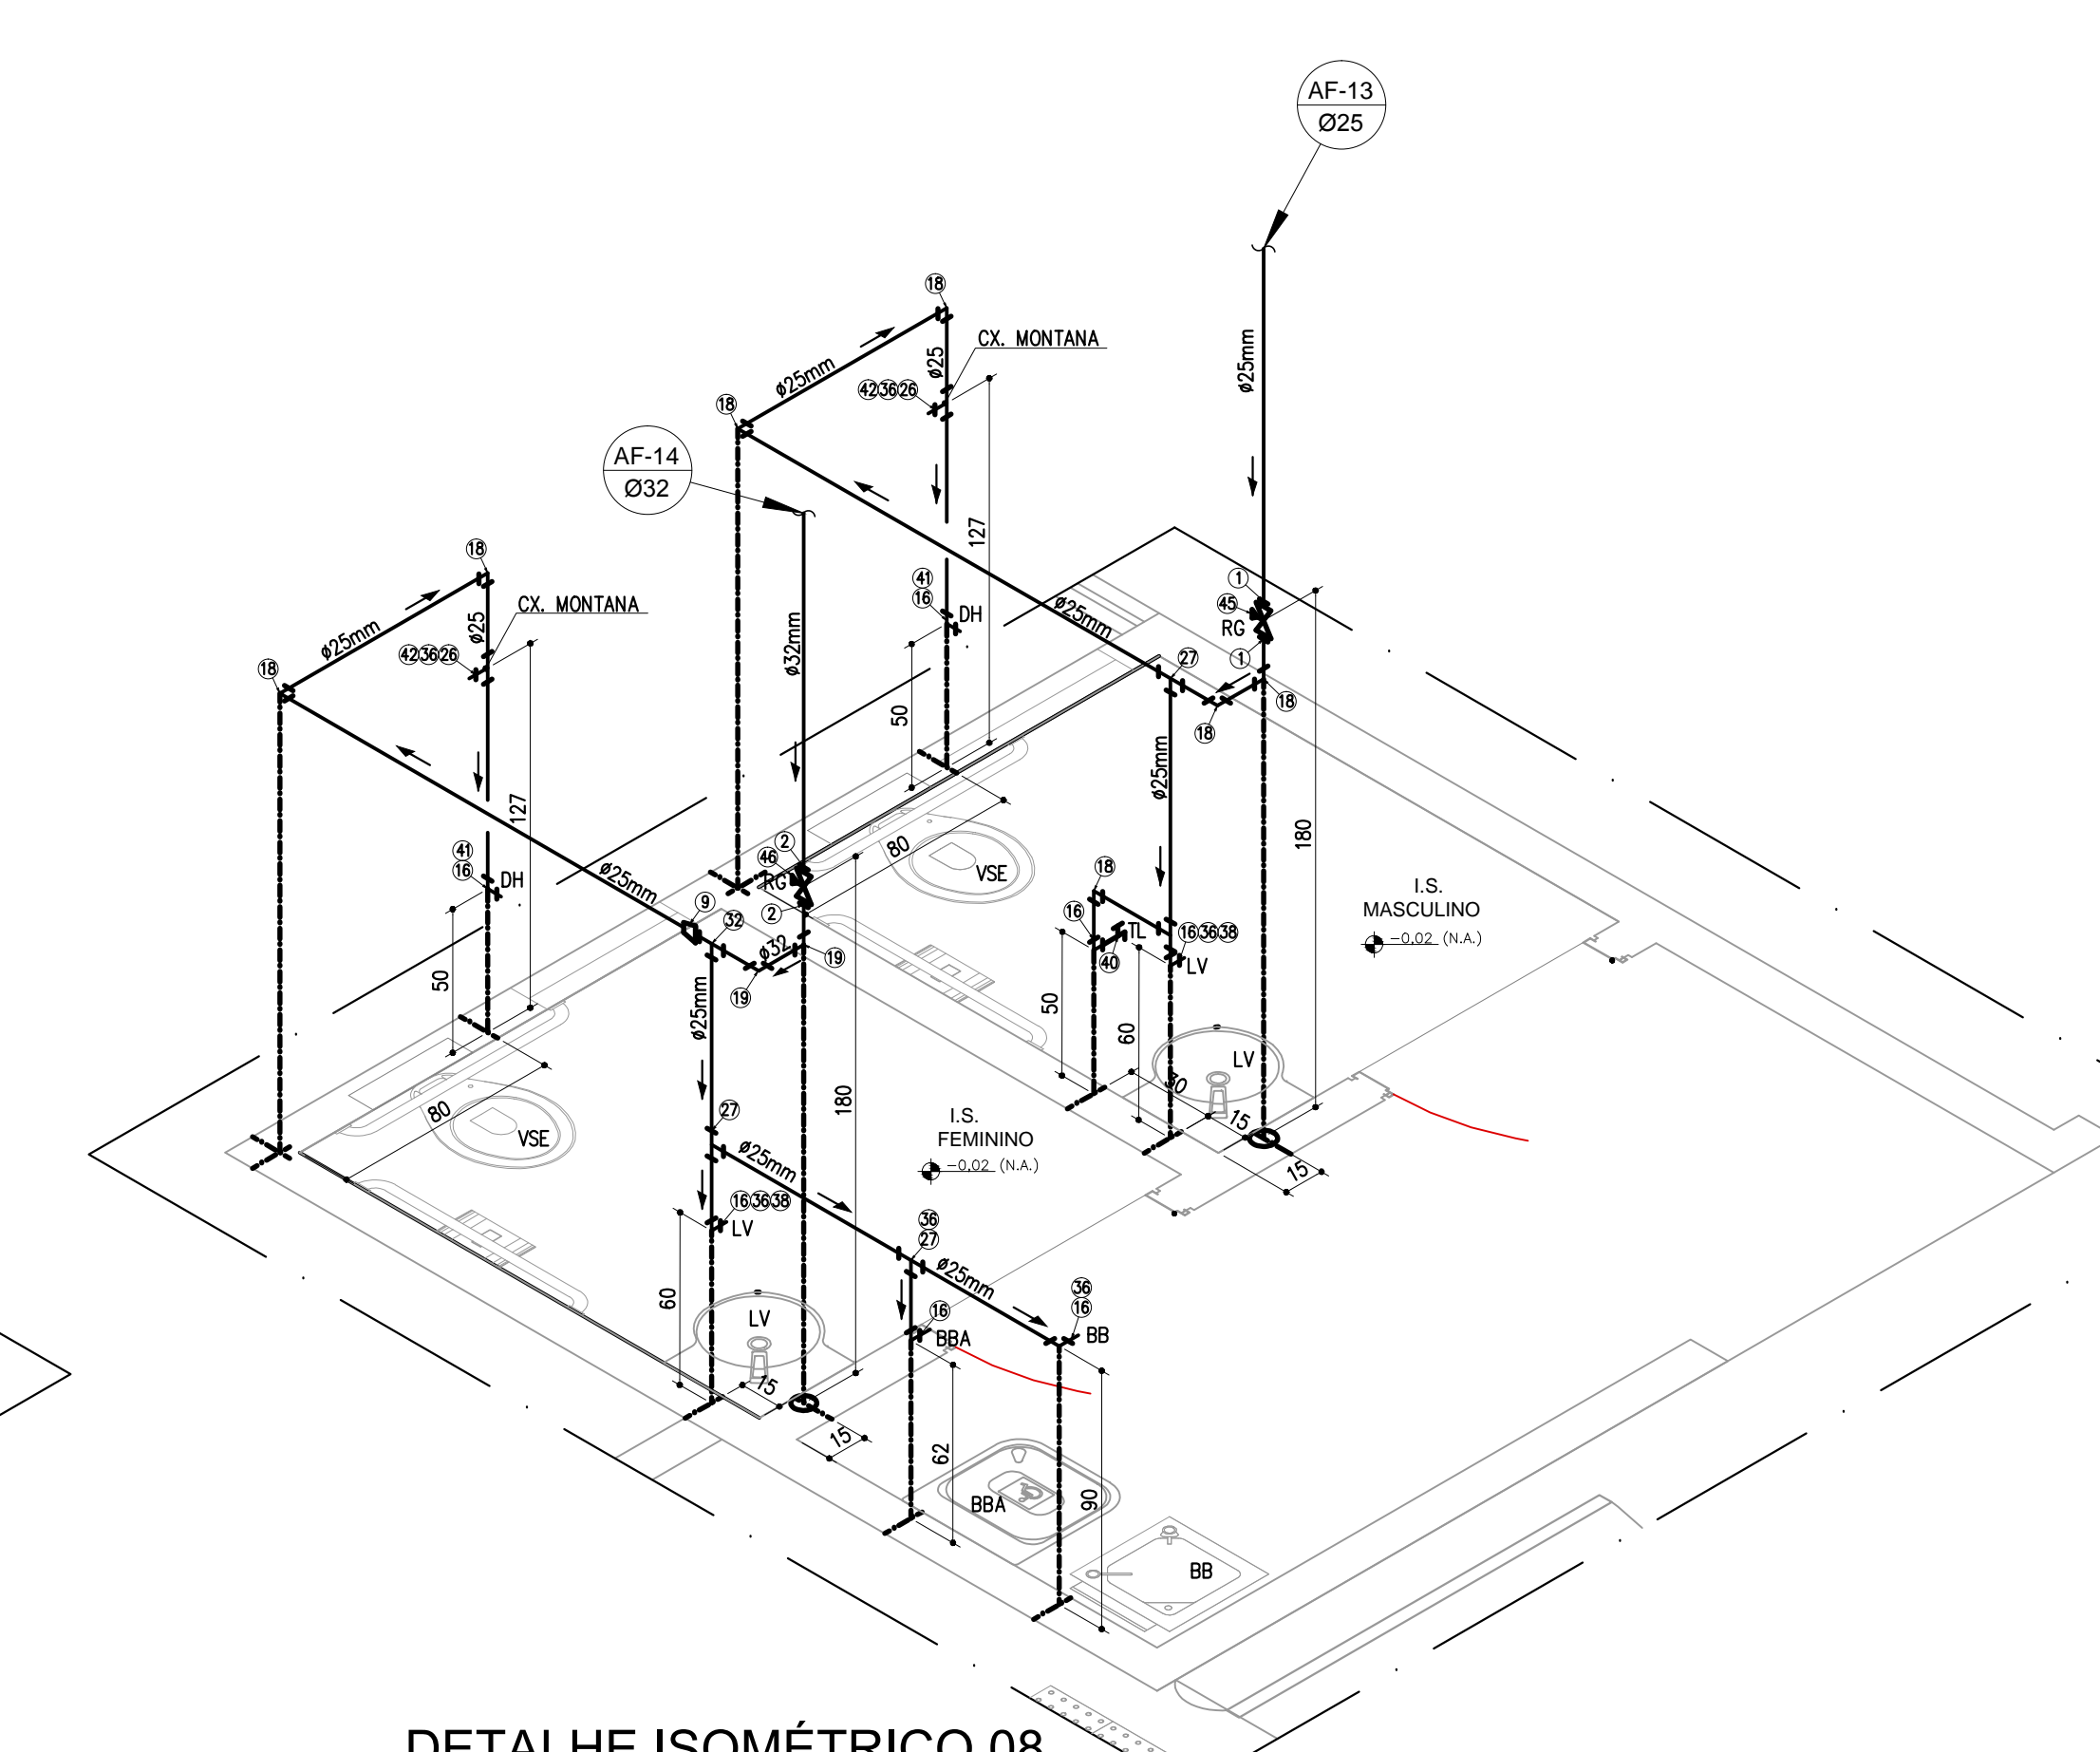 AF-13
Ø25
18
CX. MONTANA
ø25
ø25mm
ø25mm
42 36 26
18
AF-14
Ø32
127
18
41
16
DH
1
45
RG
1
ø25mm
CX. MONTANA
ø25
ø25mm
42 36 26
18
ø32mm
27
18
18
50
ø25mm
127
180
41
16
DH
2
46
RG
2
80
VSE
ø25mm
9
32
ø32
19
19
18
16
TL
40
16 36 38
LV
I.S.
MASCULINO
-0,02 (N.A.)
50
ø25mm
50
60
LV
30
15
15
80
VSE
180
27
ø25mm
I.S.
FEMININO
-0,02 (N.A.)
16 36 38
LV
36
27
ø25mm
36
16
BB
16
BBA
60
LV
15
15
62
90
BBA
BB
DETALHE ISOMÉTRICO 08